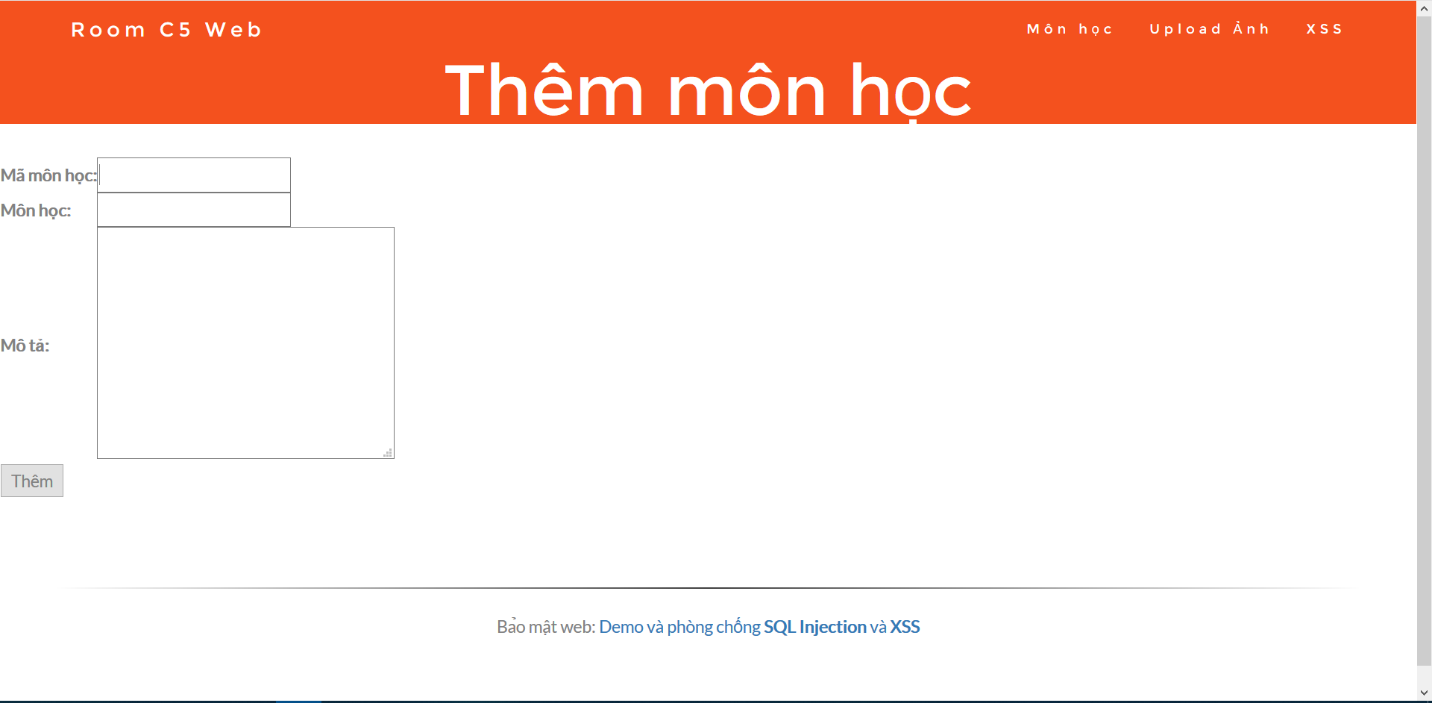 Room C5 Web
Môn học Upload Ảnh XSS
Thêm môn học
Mã môn học:
Môn học:
Mô tả:
Thêm
Bảo mật web: Demo và phòng chống SQL Injection và XSS